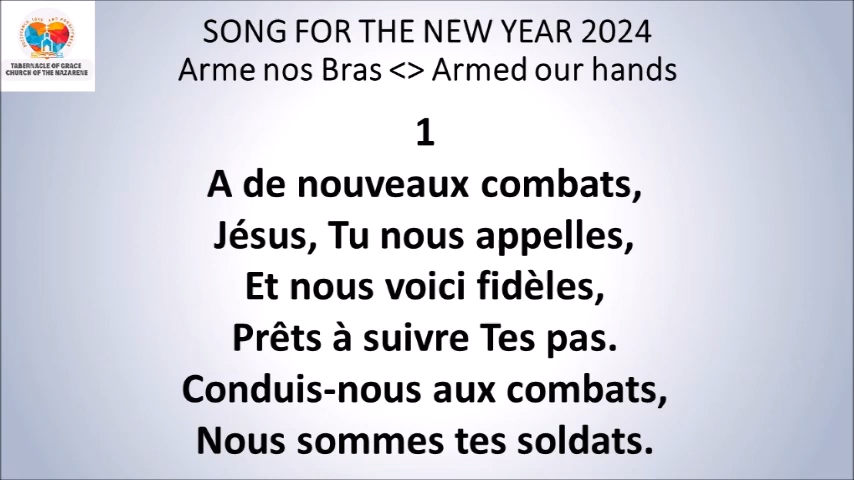 SONG FOR THE NEW YEAR 2024
Arme nos Bras <> Armed our hands
TABERNACLE OF GRACE
CHURCH OF THE NAZARENE
1
A de nouveaux combats,
Jésus, Tu nous appelles,
Et nous voici fidèles,
Prêts à suivre Tes pas.
Conduis-nous aux combats,
Nous sommes tes soldats.